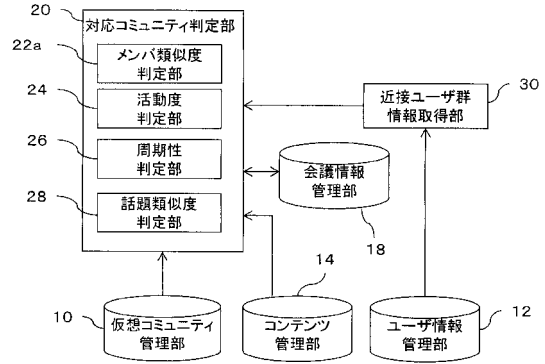 20
対応コミュニティ判定部
22a
メンバ類似度
判定部
24
活動度
判定部
26
周期性
判定部
28
話題類似度
判定部
近接ユーザ群
情報取得部
30
会議情報
管理部
18
10
仮想コミュニティ
管理部
14
コンテンツ
管理部
12
ユーザ情報
管理部